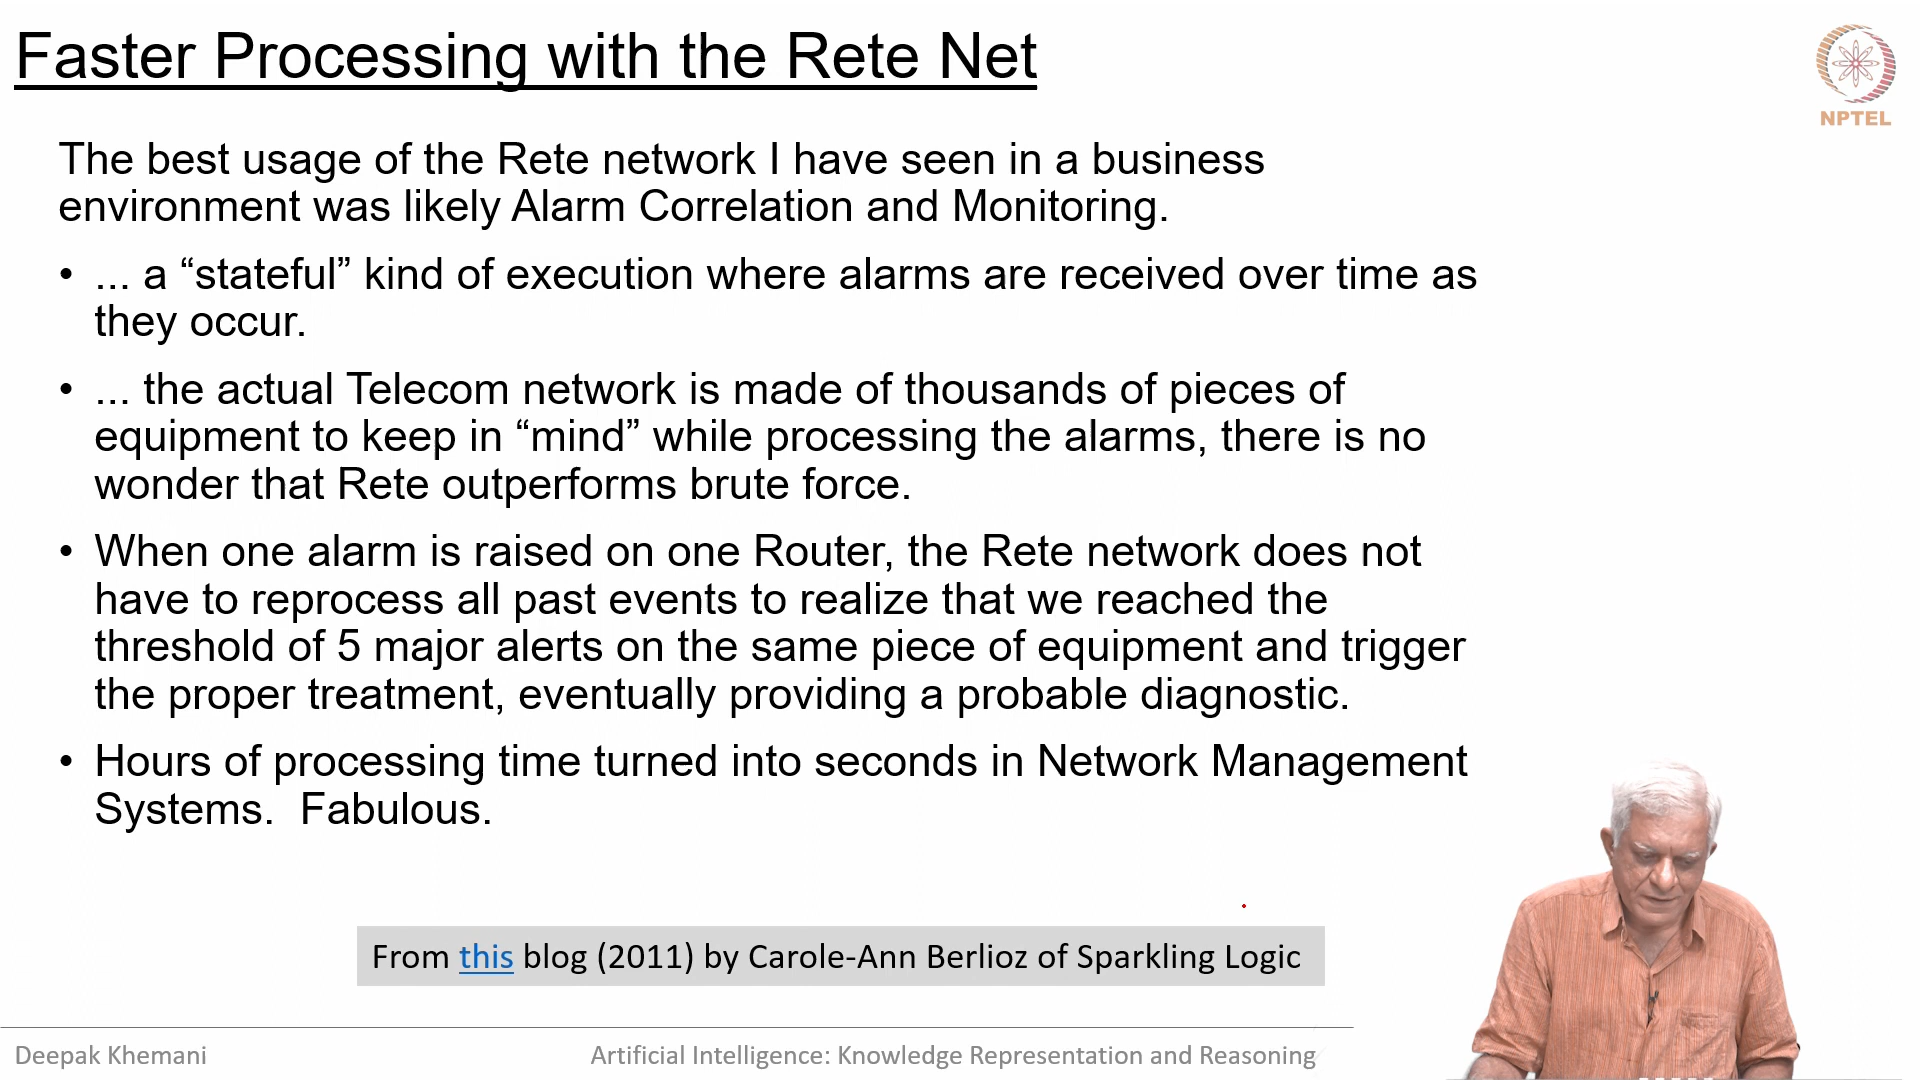 Faster Processing with the Rete Net
NPTEL
The best usage of the Rete network I have seen in a business
environment was likely Alarm Correlation and Monitoring.
• ... a “stateful” kind of execution where alarms are received over time as
they occur.
• ... the actual Telecom network is made of thousands of pieces of
equipment to keep in “mind” while processing the alarms, there is no
wonder that Rete outperforms brute force.
• When one alarm is raised on one Router, the Rete network does not
have to reprocess all past events to realize that we reached the
threshold of 5 major alerts on the same piece of equipment and trigger
the proper treatment, eventually providing a probable diagnostic.
• Hours of processing time turned into seconds in Network Management
Systems.  Fabulous.
From this blog (2011) by Carole-Ann Berlioz of Sparkling Logic
Deepak Khemani
Artificial Intelligence: Knowledge Representation and Reasoning